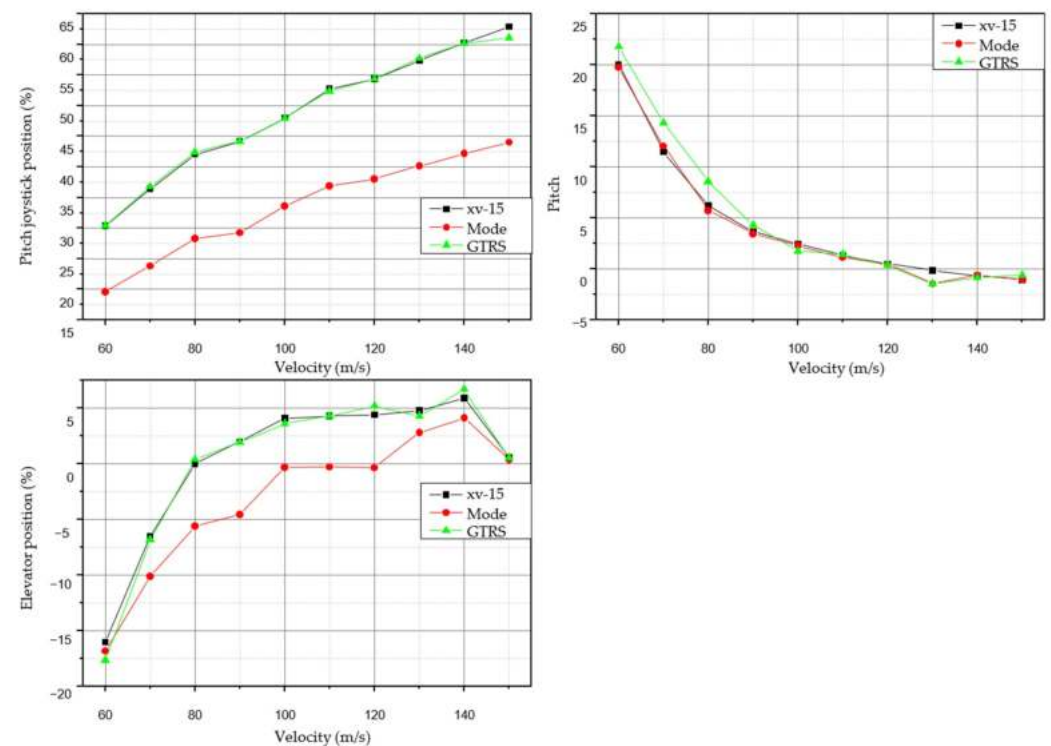 65
60
55
50
45
40
35
30
25
20
15
Pitch joystick position (%)
xv-15
Mode
GTRS
60 80 100 120 140
Velocity (m/s)
25
20
15
10
5
0
−5
Pitch
xv-15
Mode
GTRS
60 80 100 120 140
Velocity (m/s)
5
0
−5
−10
−15
−20
Elevator position (%)
xv-15
Mode
GTRS
60 80 100 120 140
Velocity (m/s)